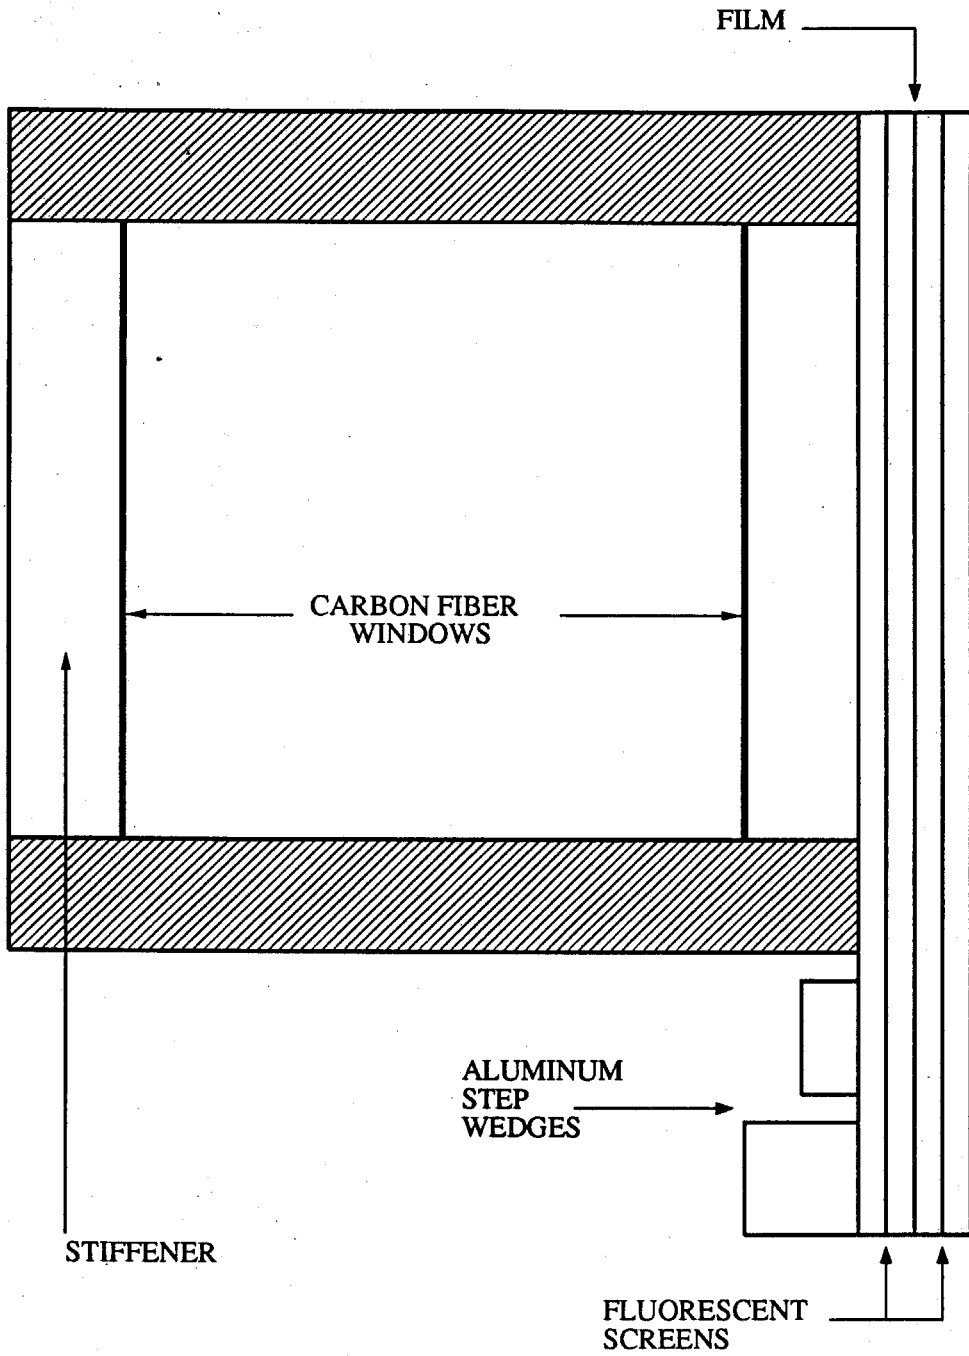 FILM
CARBON FIBER
WINDOWS
ALUMINUM
STEP
WEDGES
STIFFENER
FLUORESCENT
SCREENS